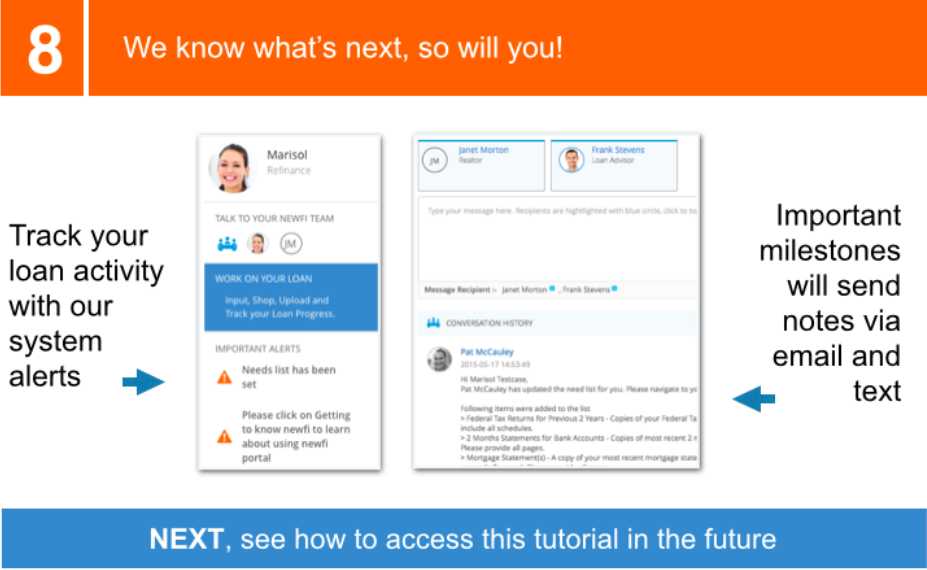 8
We know what's next, so will you!
Track your
loan activity
with our
system
alerts
Marisol
Refinance
TALK TO YOUR NEWFI TEAM
JM
WORK ON YOUR LOAN
Input, Shop, Upload and
Track your Loan Progress.
IMPORTANT ALERTS
Needs list has been
set
Please click on Getting
to know newfi to learn
about using newfi
portal
JM
Janet Morton
Realtor
Frank Stevens
Loan Advisor
Type your message here. Recipients are hightlighted with blue circle, click to
Message Recipient :- Janet Morton , Frank Stevens
CONVERSATION HISTORY
Pat McCauley
2015-05-17 14:53:49
Hi Marisol Testcase,
Pat McCauley has updated the need list for you. Please navigate to
Following items were added to the list
> Federal Tax Returns for Previous 2 Years - Copies of your Federal Ta
include all schedules.
> 2 Months Statements for Bank Accounts - Copies of most recent 2
Please provide all pages.
> Mortgage Statement(s) - A copy of your most recent mortgage state
Important
milestones
will send
notes via
email and
text
NEXT, see how to access this tutorial in the future